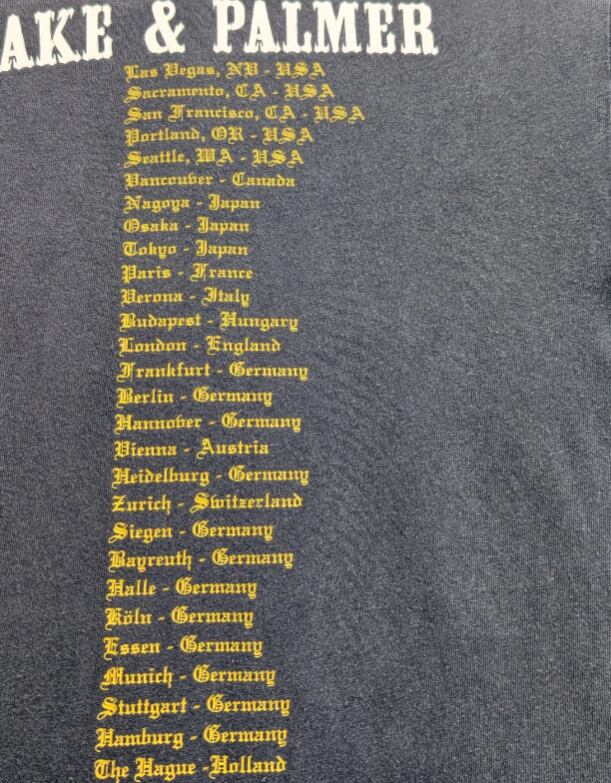 AKE & PALMER
Las Vegas, NV - USA
Sacramento, CA - USA
San Francisco, CA - USA
Portland, OR - USA
Seattle, WA - USA
Vancouver - Canada
Nagoya - Japan
Osaka - Japan
Tokyo - Japan
Paris - France
Verona - Italy
Budapest - Hungary
London - England
Frankfurt - Germany
Berlin - Germany
Hannover - Germany
Vienna - Austria
Heidelburg - Germany
Zurich - Switzerland
Siegen - Germany
Bayreuth - Germany
Halle - Germany
Köln - Germany
Essen - Germany
Munich - Germany
Stuttgart - Germany
Hamburg - Germany
The Hague -Holland